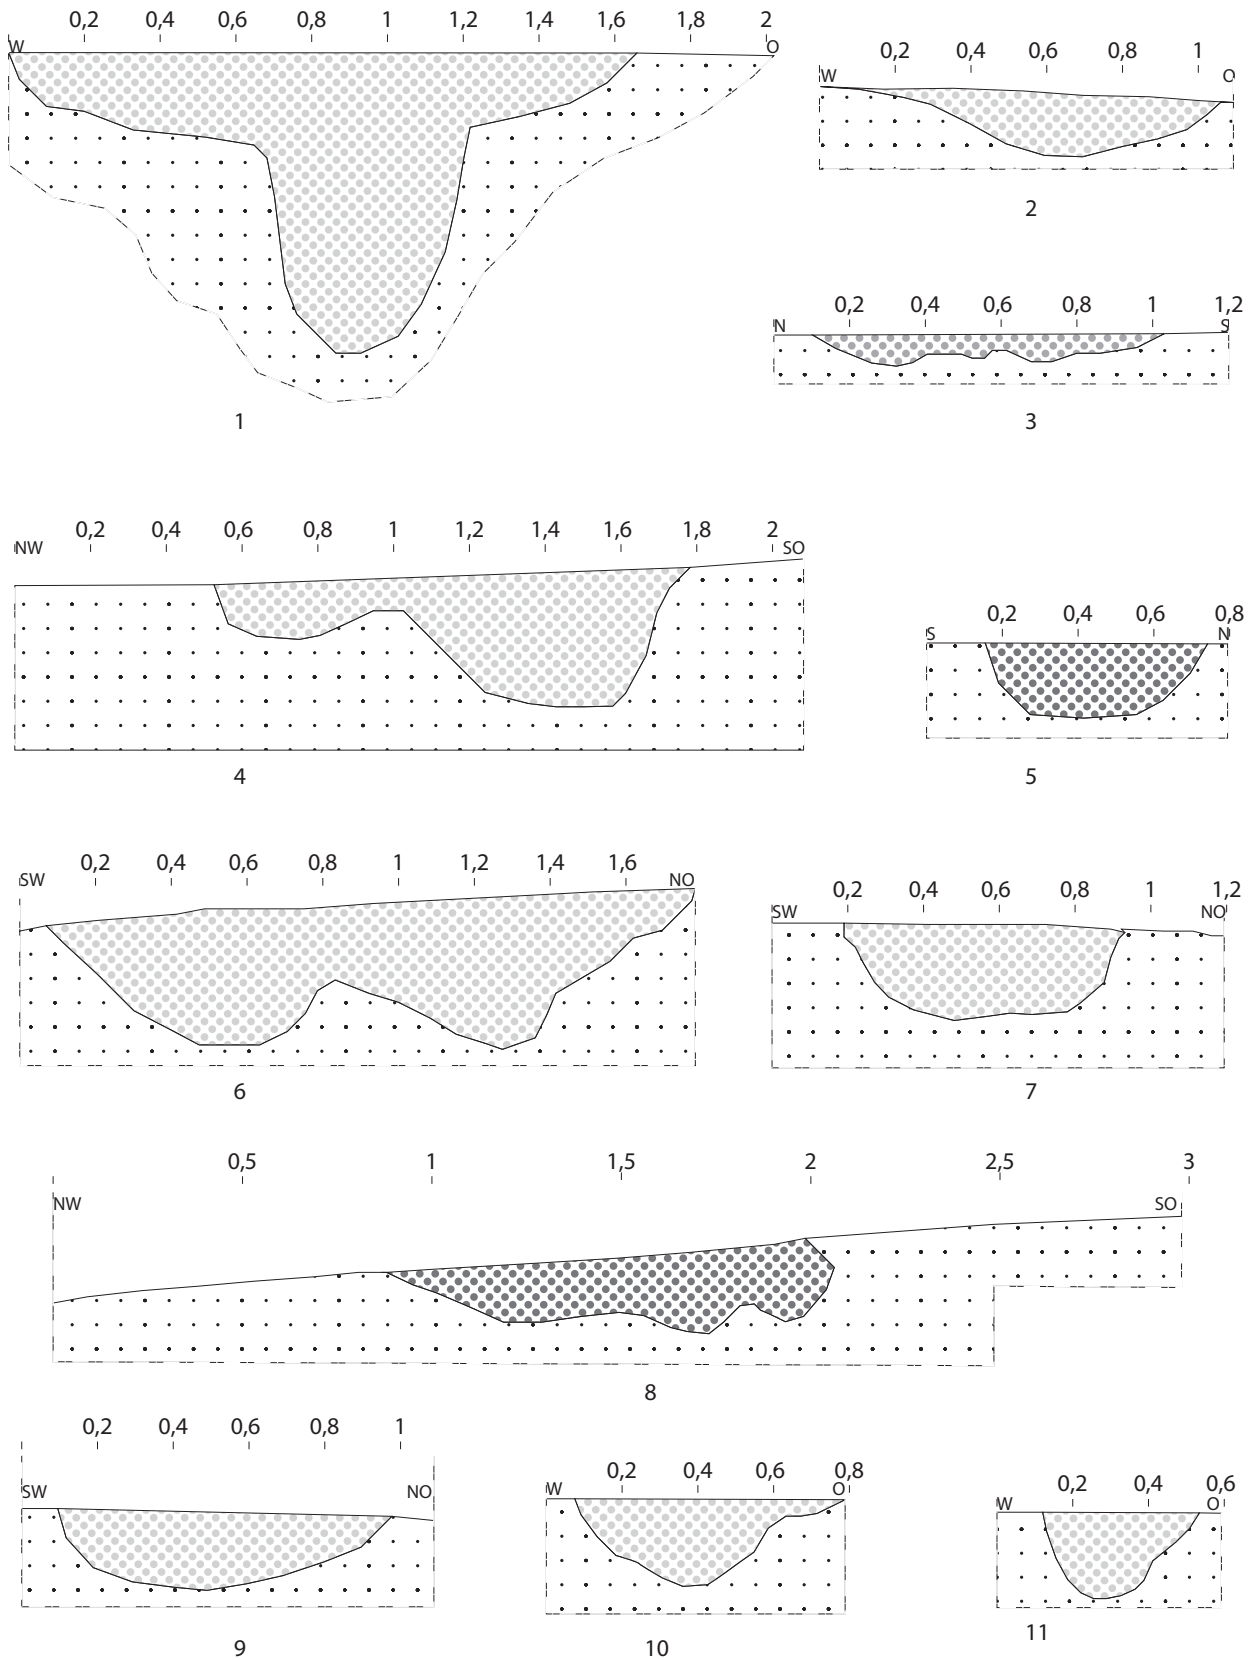 0,2 0,4 0,6 0,8 1 1,2 1,4 1,6 1,8 2
W O
0,2 0,4 0,6 0,8 1
W O
2
0,2 0,4 0,6 0,8 1 1,2
N S
1
3
0,2 0,4 0,6 0,8 1 1,2 1,4 1,6 1,8 2
NW SO
0,2 0,4 0,6 0,8
S N
4
5
0,2 0,4 0,6 0,8 1 1,2 1,4 1,6
SW NO
0,2 0,4 0,6 0,8 1 1,2
SW NO
6
7
0,5 1 1,5 2 2,5 3
NW SO
8
0,2 0,4 0,6 0,8 1
SW NO
0,2 0,4 0,6 0,8
W O
0,2 0,4 0,6
W O
9
10
11